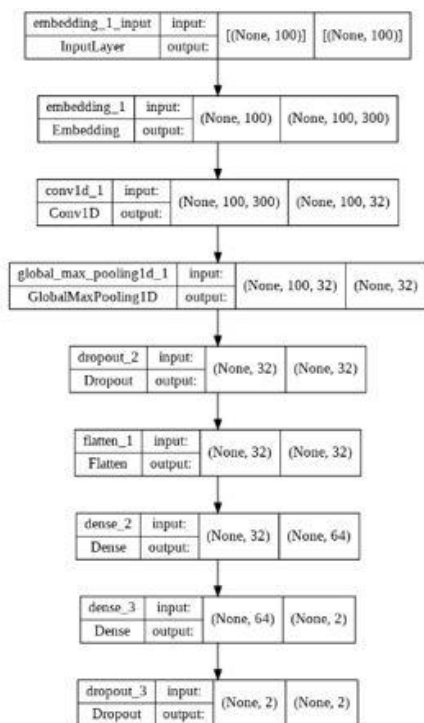 embedding_1_input input: [(None, 100)] [(None, 100)]
InputLayer output:
embedding_1 input: (None, 100) (None, 100, 300)
Embedding output:
conv1d_1 input: (None, 100, 300) (None, 100, 32)
Conv1D output:
global_max_pooling1d_1 input: (None, 100, 32) (None, 32)
GlobalMaxPooling1D output:
dropout_2 input: (None, 32) (None, 32)
Dropout output:
flatten_1 input: (None, 32) (None, 32)
Flatten output:
dense_2 input: (None, 32) (None, 64)
Dense output:
dense_3 input: (None, 64) (None, 2)
Dense output:
dropout_3 input: (None, 2) (None, 2)
Dropout output: